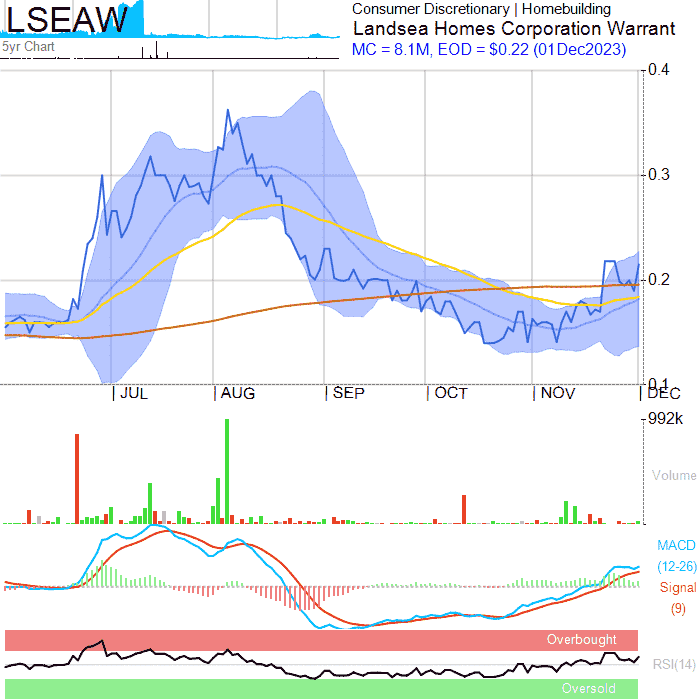 LSEAW
5yr Chart
Consumer Discretionary | Homebuilding
Landsea Homes Corporation Warrant
MC = 8.1M, EOD = $0.22 (01Dec2023)
0.4
0.3
0.2
0.1
JUL AUG SEP OCT NOV DEC
992k
Volume
MACD
(12-26)
Signal
(9)
Overbought
RSI(14)
Oversold